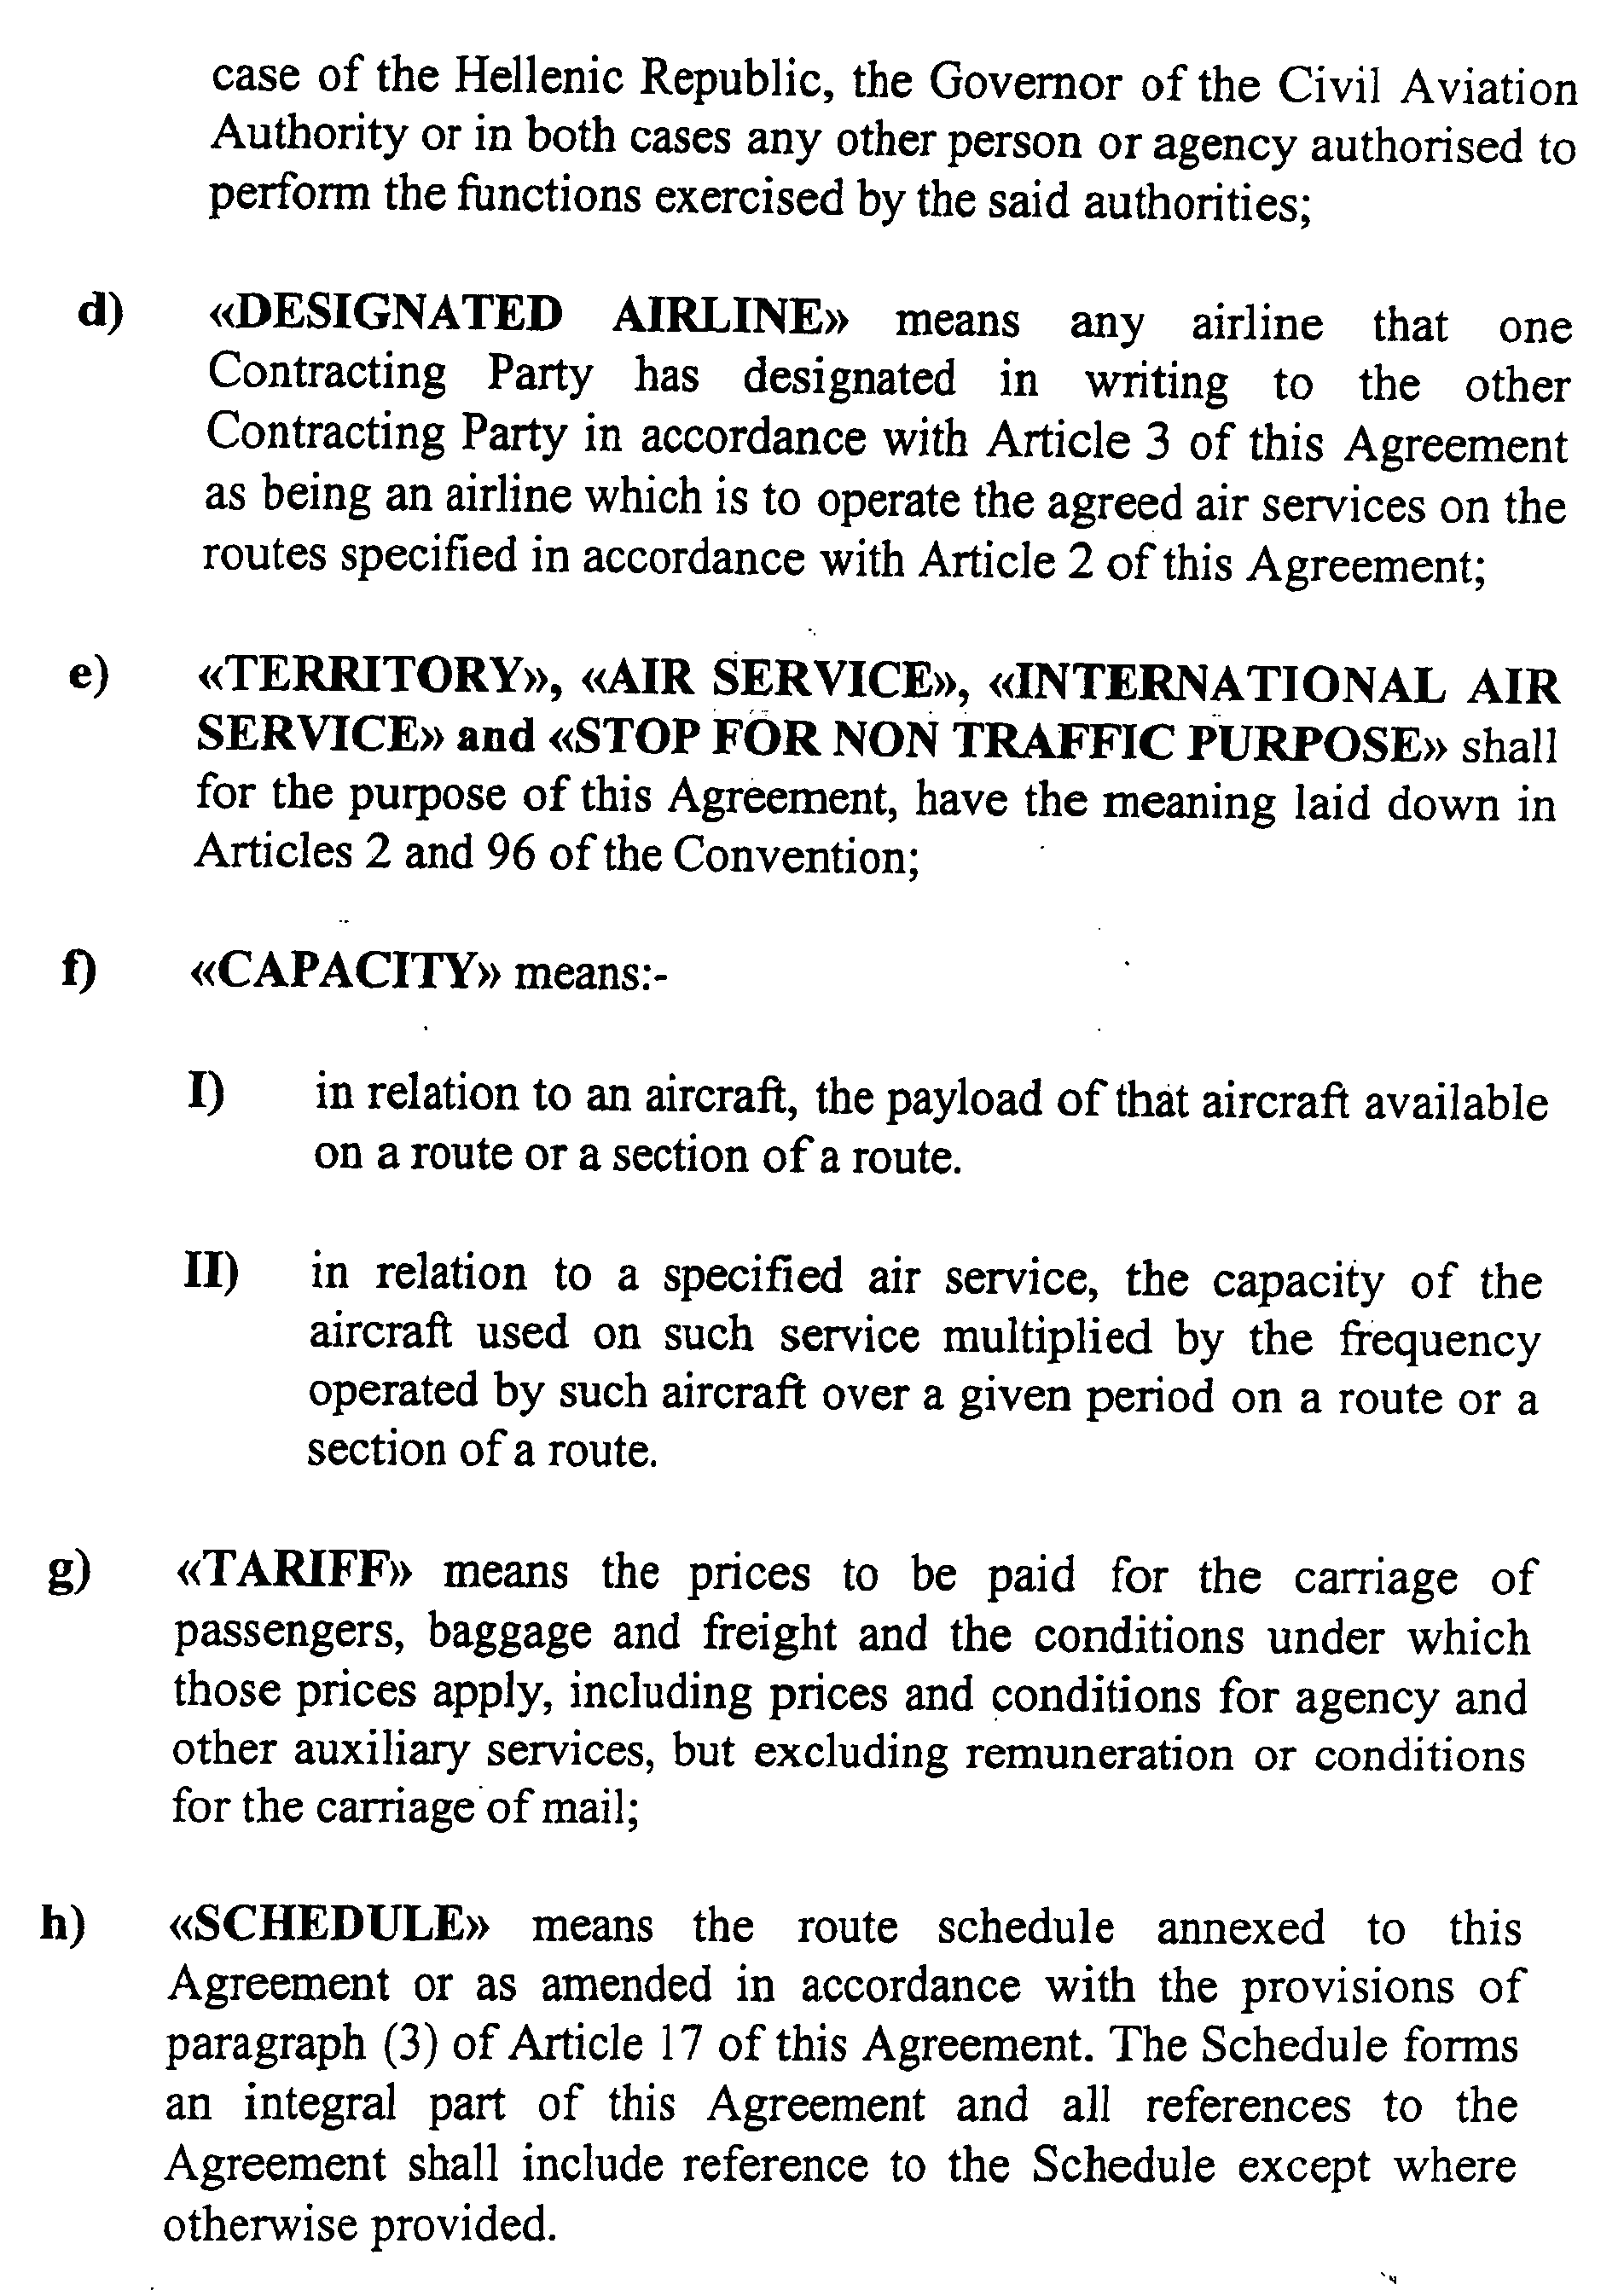 case of the Hellenic Republic, the Governor of the Civil Aviation
Authority or in both cases any other person or agency authorised to
perform the functions exercised by the said authorities;
d) «DESIGNATED AIRLINE» means any airline that one
Contracting Party has designated in writing to the other
Contracting Party in accordance with Article 3 of this Agreement
as being an airline which is to operate the agreed air services on the
routes specified in accordance with Article 2 of this Agreement;
e) «TERRITORY», «AIR SERVICE», «INTERNATIONAL AIR
SERVICE» and «STOP FOR NON TRAFFIC PURPOSE» shall
for the purpose of this Agreement, have the meaning laid down in
Articles 2 and 96 of the Convention;
f) «CAPACITY» means:-
I) in relation to an aircraft, the payload of that aircraft available
on a route or a section of a route.
II) in relation to a specified air service, the capacity of the
aircraft used on such service multiplied by the frequency
operated by such aircraft over a given period on a route or a
section of a route.
g) «TARIFF» means the prices to be paid for the carriage of
passengers, baggage and freight and the conditions under which
those prices apply, including prices and conditions for agency and
other auxiliary services, but excluding remuneration or conditions
for the carriage of mail;
h) «SCHEDULE» means the route schedule annexed to this
Agreement or as amended in accordance with the provisions of
paragraph (3) of Article 17 of this Agreement. The Schedule forms
an integral part of this Agreement and all references to the
Agreement shall include reference to the Schedule except where
otherwise provided.